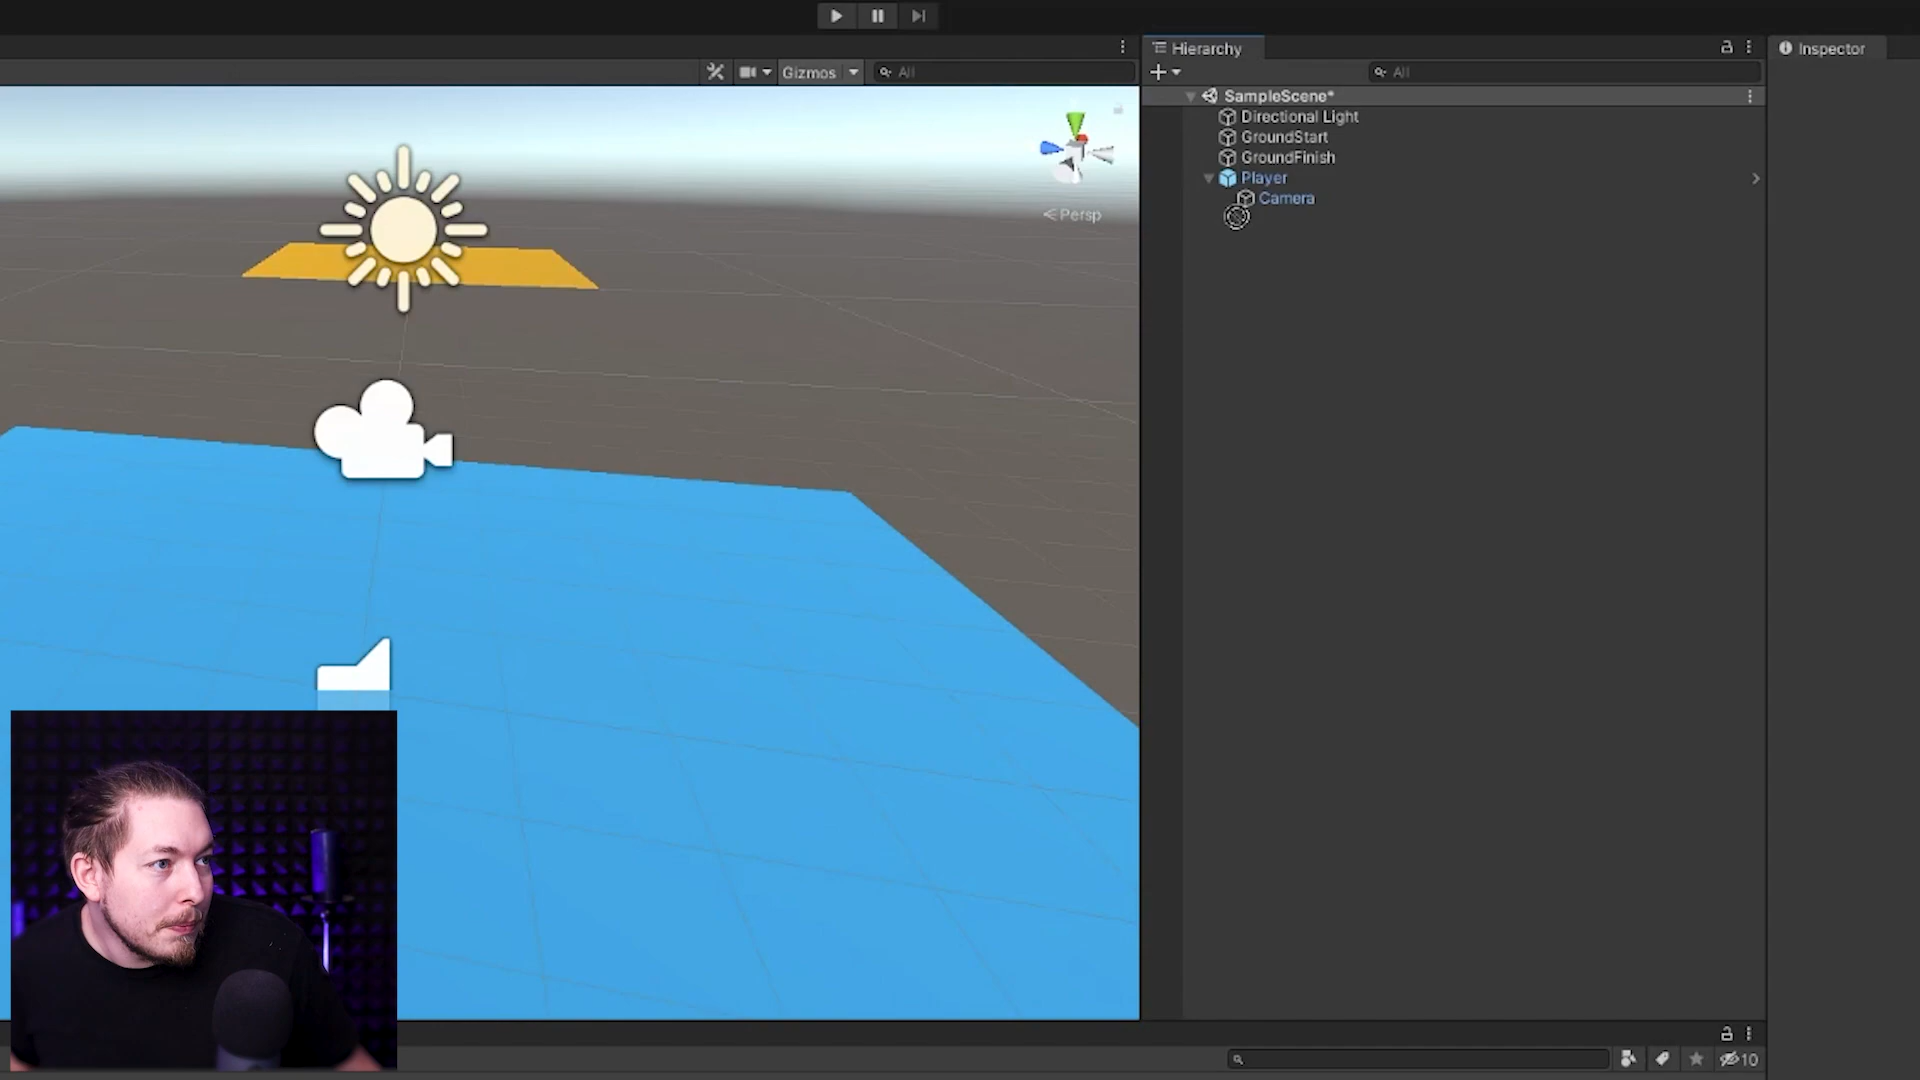 Hierarchy
Inspector
Gizmos
All
All
SampleScene*
Directional Light
GroundStart
GroundFinish
Player
Camera
Persp
10